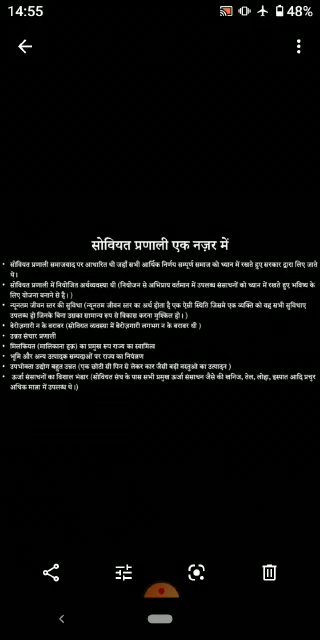 14:55
48%
सोवियत प्रणाली एक नज़र में
• सोवियत प्रणाली समाजवाद पर आधारित थी जहाँ सभी आर्थिक निर्णय सम्पूर्ण समाज को ध्यान में रखते हुए सरकार द्वारा लिए जाते
थे।
• सोवियत प्रणाली में नियोजित अर्थव्यवस्था थी (नियोजन से अभिप्राय वर्तमान में उपलब्ध संसाधनों को ध्यान में रखते हुए भविष्य के
लिए योजना बनाने से है। )
• न्यूनतम जीवन स्तर की सुविधा (न्यूनतम जीवन स्तर का अर्थ होता है एक ऐसी स्थिति जिसमे एक व्यक्ति को वह सभी सुविधाए
उपलब्ध हो जिनके बिना उसका सामान्य रूप से विकास करना मुश्किल हो। )
• बेरोज़गारी न के बराबर (सोवियत व्यवस्था में बेरोज़गारी लगभग न के बराबर थी )
• उन्नत संचार प्रणाली
• मिलकियत (मालिकाना हक़) का प्रमुख रूप राज्य का स्वामित्व
• भूमि और अन्य उत्पादक सम्पदाओं पर राज्य का नियंत्रण
• उपभोक्ता उद्योग बहुत उन्नत (एक छोटी सी पिन से लेकर कार जैसी बड़ी वस्तुओ का उत्पादन )
• ऊर्जा संसाधनों का विशाल भंडार (सोवियत संघ के पास सभी प्रमुख ऊर्जा संसाधन जैसे की खनिज, तेल, लोहा, इस्पात आदि प्रचुर
अधिक मात्रा में उपलब्ध थे।)